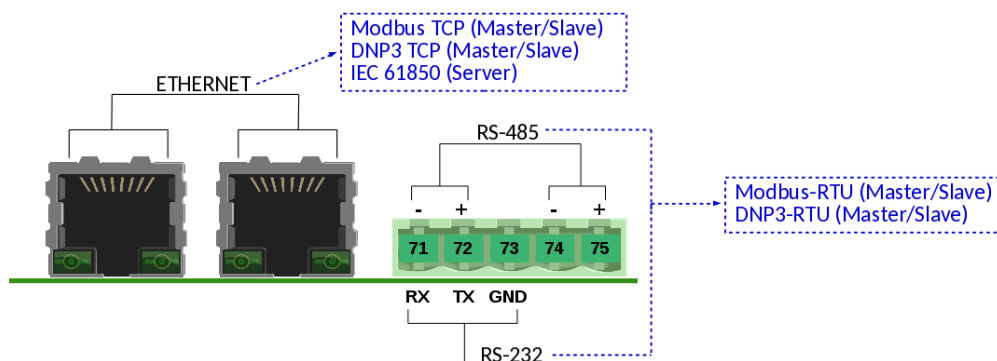 Modbus TCP (Master/Slave)
DNP3 TCP (Master/Slave)
IEC 61850 (Server)
ETHERNET
RS-485
- + - +
71 72 73 74 75
RX TX GND
RS-232
Modbus-RTU (Master/Slave)
DNP3-RTU (Master/Slave)